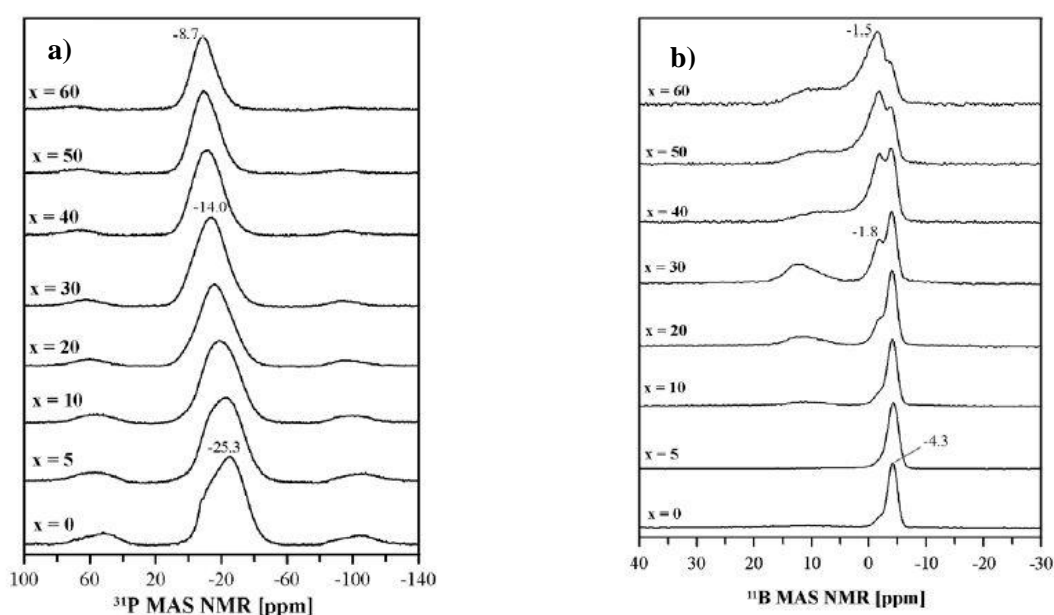 a)
-8.7
x = 60
x = 50
x = 40
-14.0
x = 30
x = 20
x = 10
x = 5
-25.3
x = 0
100 60 20 -20 -60 -100 -140
³¹P MAS NMR [ppm]
b)
-1.5
x = 60
x = 50
x = 40
-1.8
x = 30
x = 20
x = 10
x = 5
-4.3
x = 0
40 30 20 10 0 -10 -20 -30
¹¹B MAS NMR [ppm]